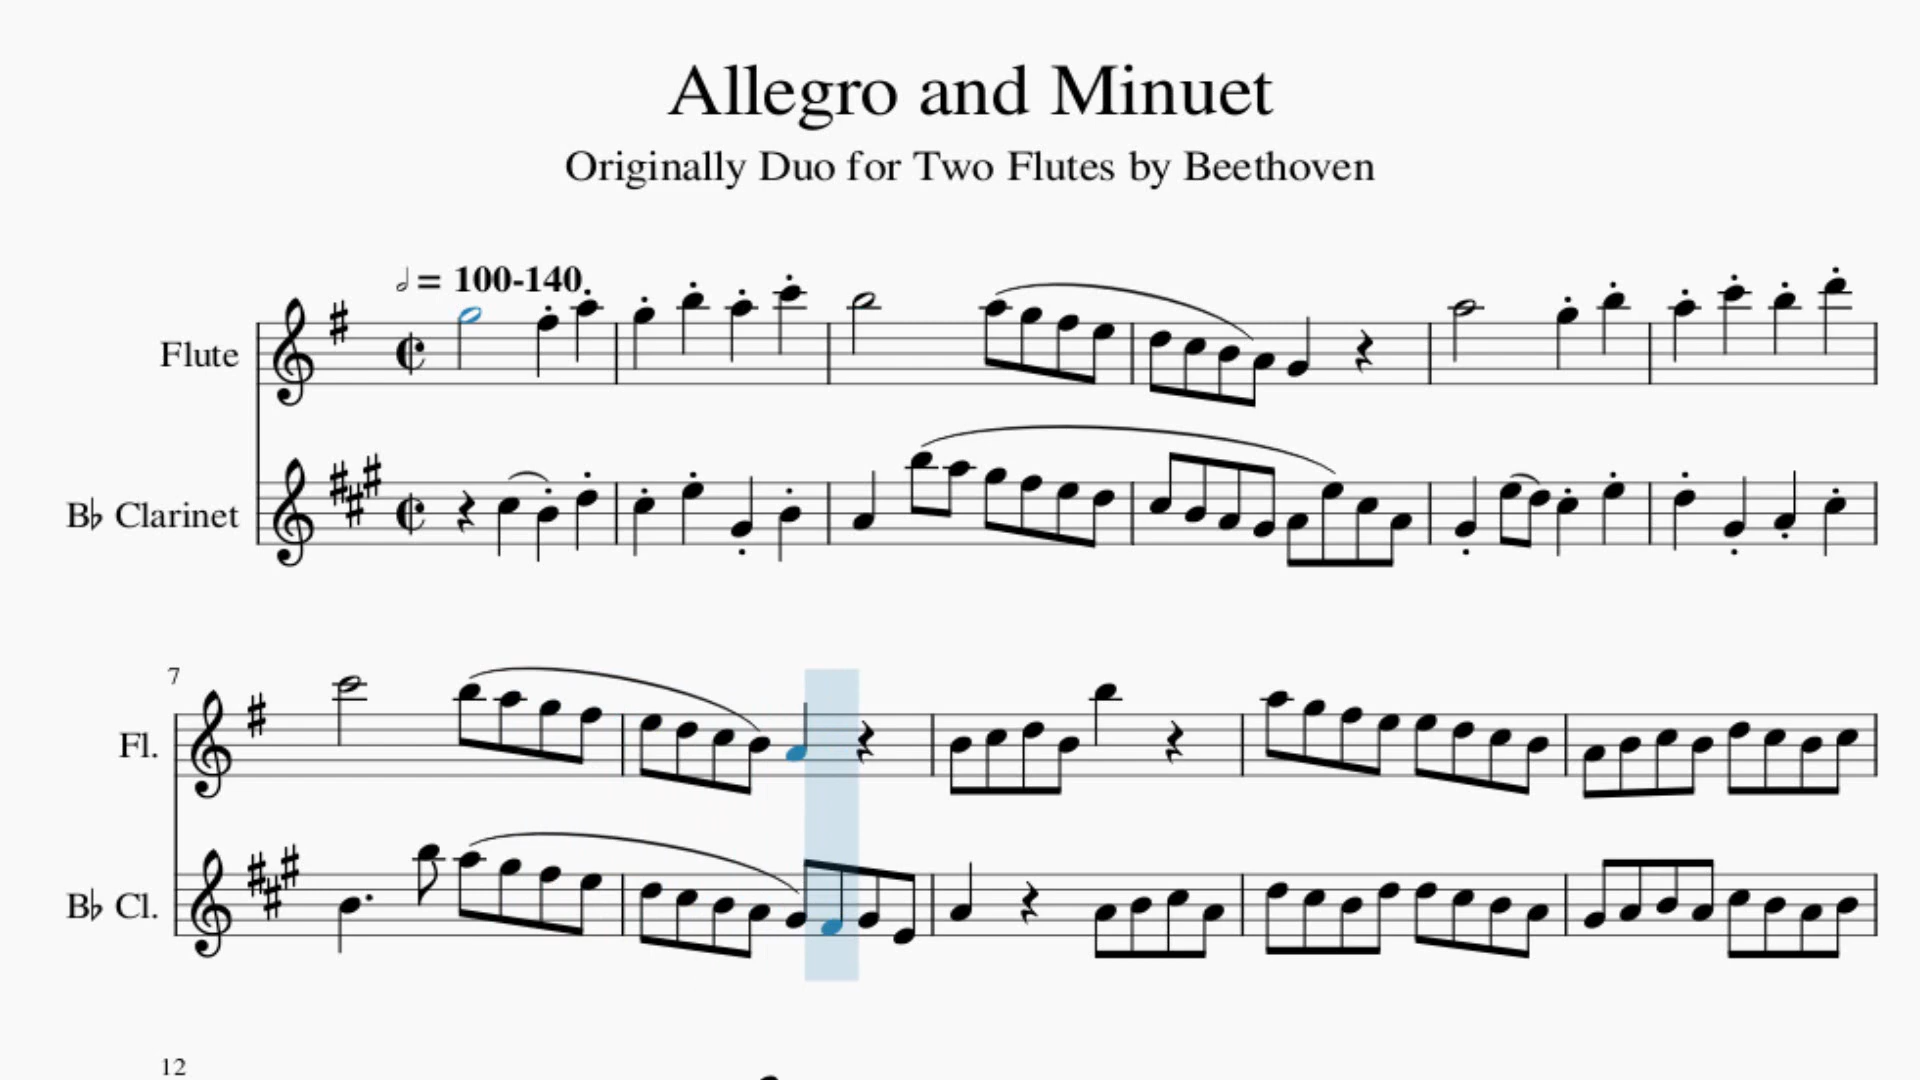 Allegro and Minuet
Originally Duo for Two Flutes by Beethoven
𝅗𝅥 = 100-140
Flute
B♭ Clarinet
7
Fl.
B♭ Cl.
12